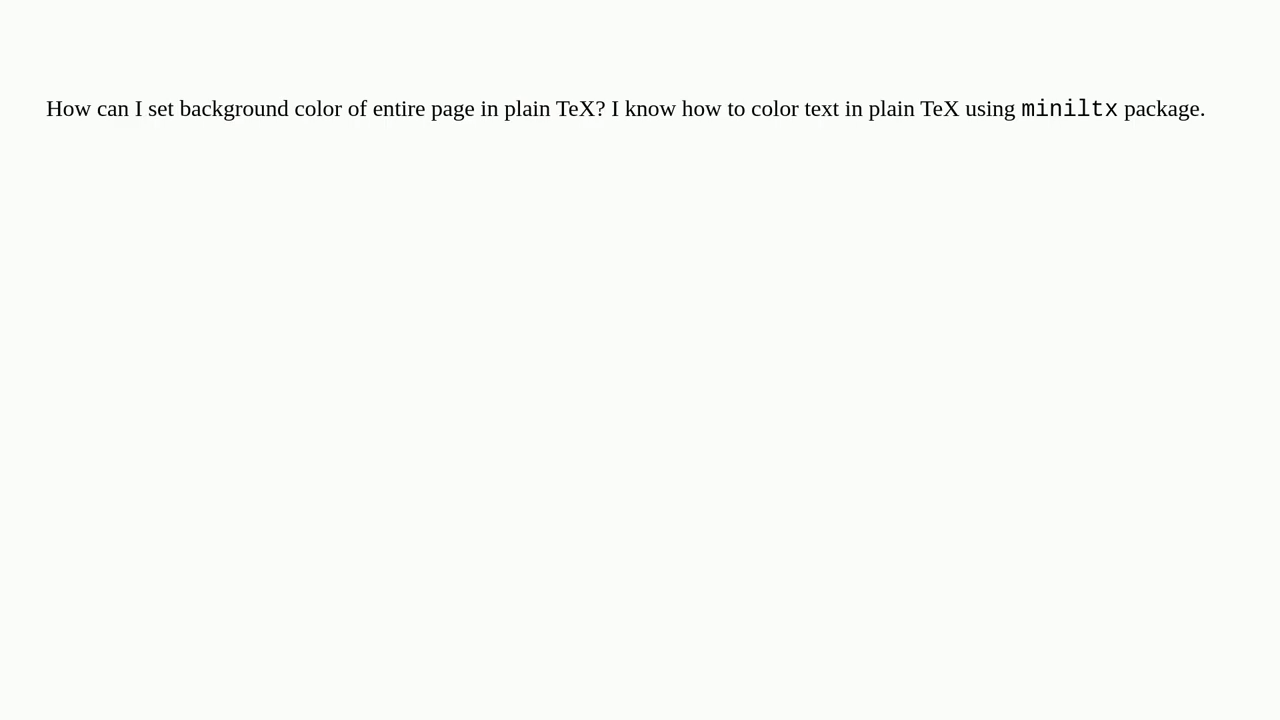 How can I set background color of entire page in plain TeX? I know how to color text in plain TeX using miniltx package.